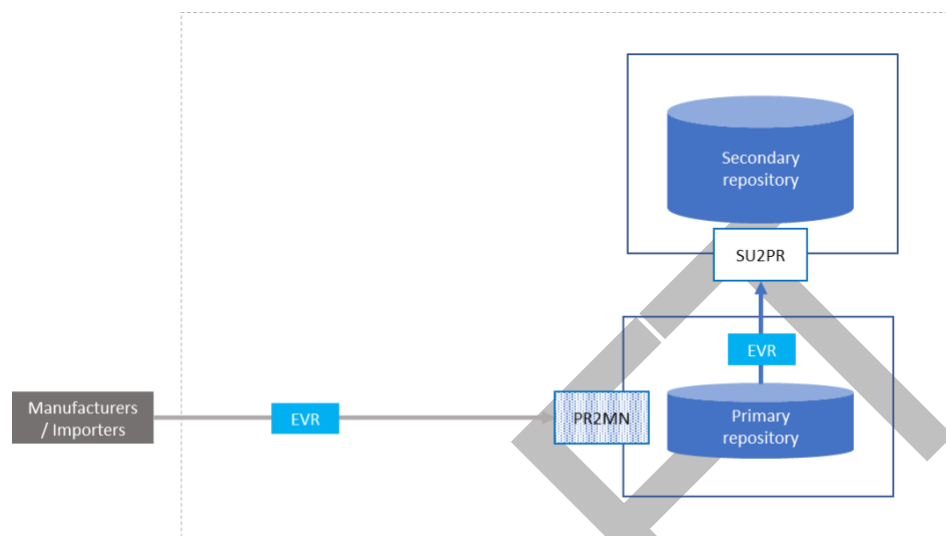 Secondary
repository
SU2PR
EVR
Manufacturers
/ Importers
EVR
PR2MN
Primary
repository